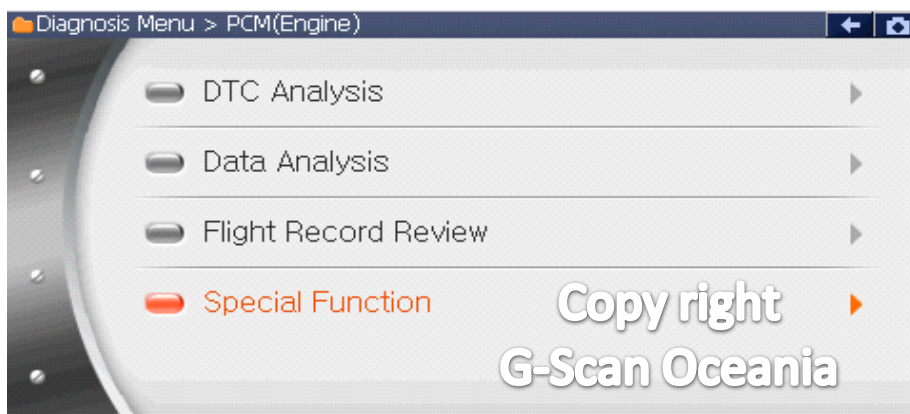 Diagnosis Menu > PCM(Engine)
DTC Analysis
Data Analysis
Flight Record Review
Special Function
Copy right
G-Scan Oceania